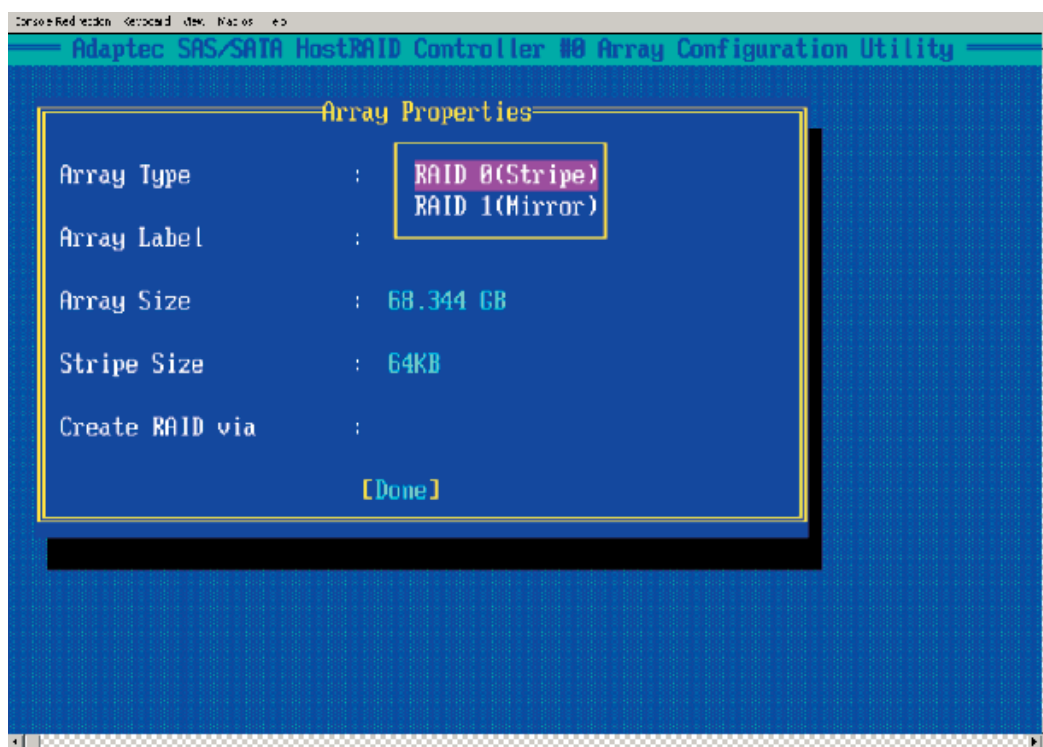 Adaptec SAS/SATA HostRAID Controller #0 Array Configuration Utility
Array Properties
Array Type : RAID 0(Stripe)
RAID 1(Mirror)
Array Label :
Array Size : 68.344 GB
Stripe Size : 64KB
Create RAID via :
[Done]